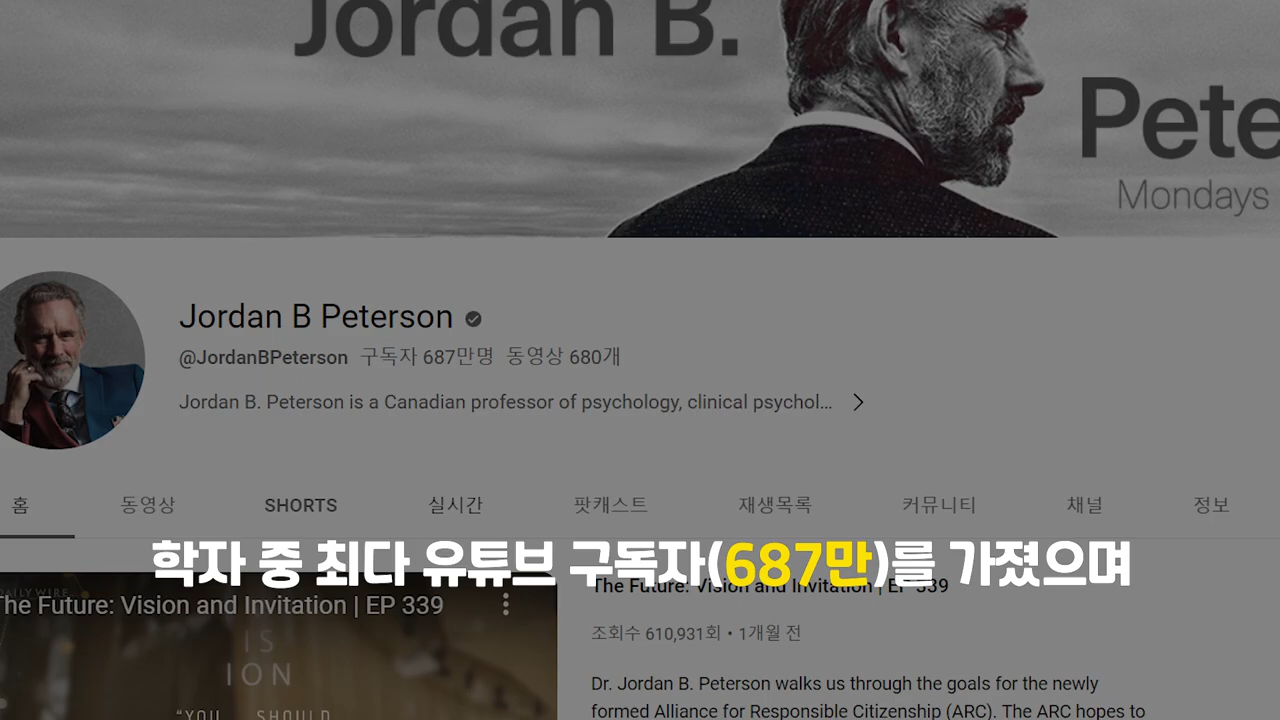 Jordan B.
Pete
Mondays
Jordan B Peterson
@JordanBPeterson 구독자 687만명 동영상 680개
Jordan B. Peterson is a Canadian professor of psychology, clinical psychol...
홈 동영상 SHORTS 실시간 팟캐스트 재생목록 커뮤니티 채널 정보
학자 중 최다 유튜브 구독자(687만)를 가졌으며
DAILYWIRE
The Future: Vision and Invitation | EP 339
The Future: Vision and Invitation | EP 339
IS
ION
“YOU SHOULD
조회수 610,931회 • 1개월 전
Dr. Jordan B. Peterson walks us through the goals for the newly
formed Alliance for Responsible Citizenship (ARC). The ARC hopes to